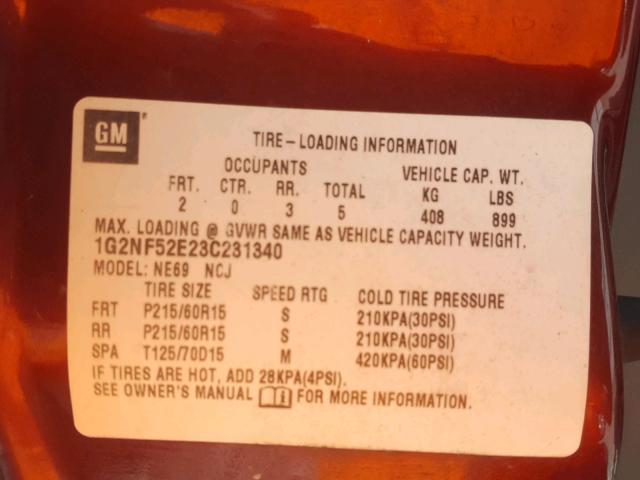 GM
TIRE-LOADING INFORMATION
OCCUPANTS VEHICLE CAP. WT.
FRT. CTR. RR. TOTAL KG LBS
2 0 3 5 408 899
MAX. LOADING @ GVWR SAME AS VEHICLE CAPACITY WEIGHT.
1G2NF52E23C231340
MODEL: NE69 NCJ
TIRE SIZE SPEED RTG COLD TIRE PRESSURE
FRT P215/60R15 S 210KPA(30PSI)
RR P215/60R15 S 210KPA(30PSI)
SPA T125/70D15 M 420KPA(60PSI)
IF TIRES ARE HOT, ADD 28KPA(4PSI).
SEE OWNER'S MANUAL FOR MORE INFORMATION.